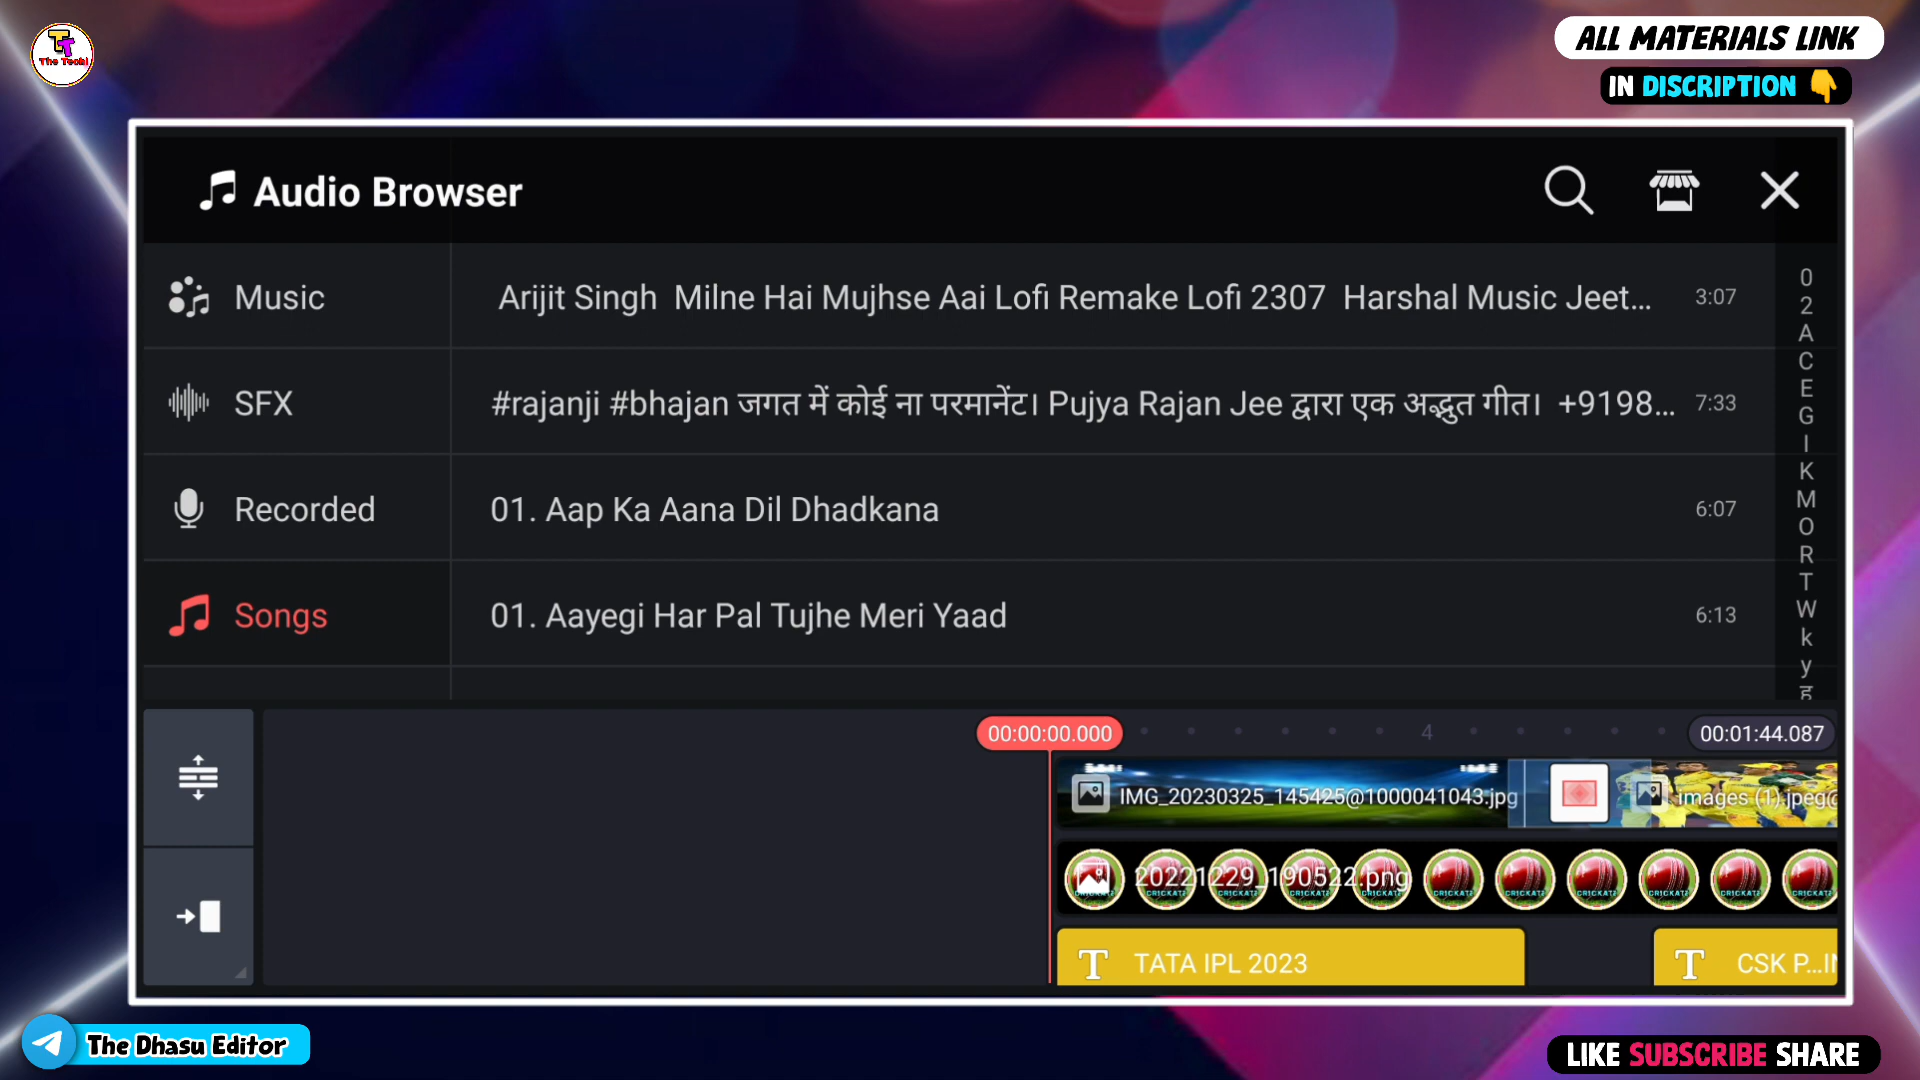 TT
The Techi
ALL MATERIALS LINK
IN DISCRIPTION
Audio Browser
Music
Arijit Singh Milne Hai Mujhse Aai Lofi Remake Lofi 2307 Harshal Music Jeet...
3:07
SFX
#rajanji #bhajan जगत में कोई ना परमानेंट। Pujya Rajan Jee द्वारा एक अद्भुत गीत। +9198...
7:33
Recorded
01. Aap Ka Aana Dil Dhadkana
6:07
Songs
01. Aayegi Har Pal Tujhe Meri Yaad
6:13
0
2
A
C
E
G
I
K
M
O
R
T
W
k
y
ह
00:00:00.000
4
00:01:44.087
IMG_20230325_145425@1000041043.jpg
images (1).jpeg@
20221229_190522.png
TATA IPL 2023
CSK P...IN
The Dhasu Editor
LIKE SUBSCRIBE SHARE